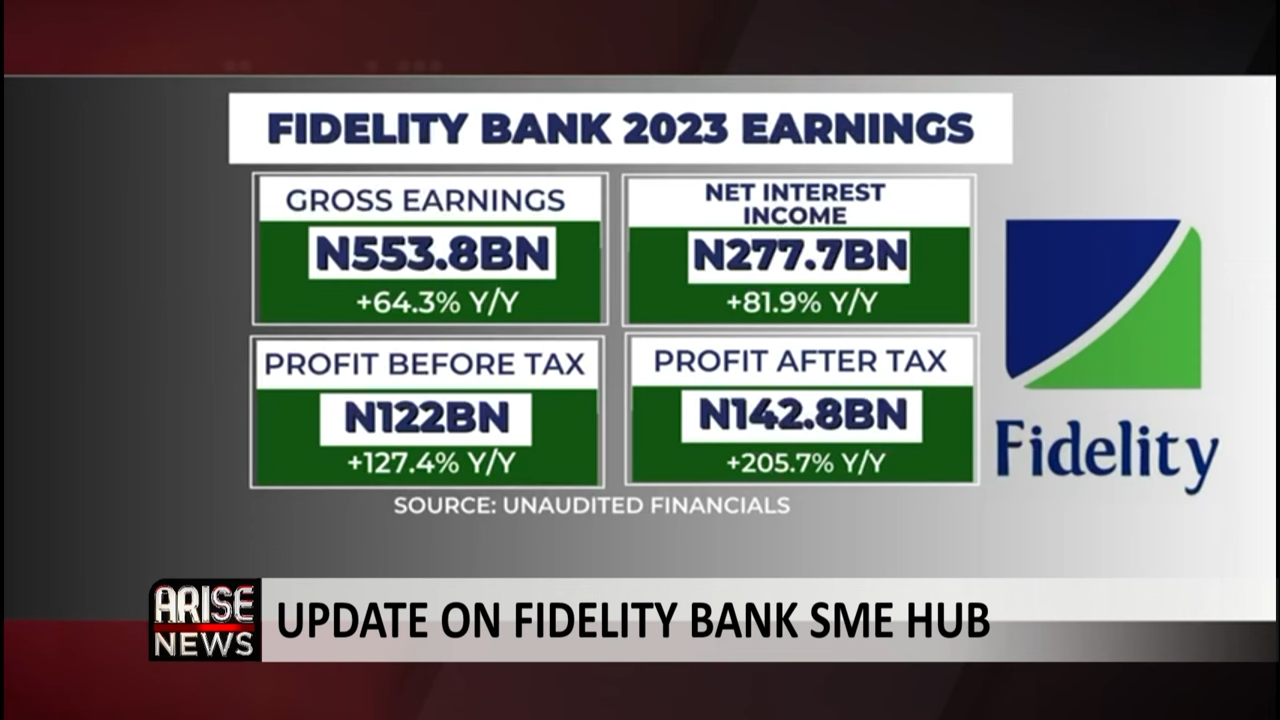 FIDELITY BANK 2023 EARNINGS
GROSS EARNINGS
N553.8BN
+64.3% Y/Y
NET INTEREST
INCOME
N277.7BN
+81.9% Y/Y
PROFIT BEFORE TAX
N122BN
+127.4% Y/Y
PROFIT AFTER TAX
N142.8BN
+205.7% Y/Y
SOURCE: UNAUDITED FINANCIALS
Fidelity
ARISE
NEWS
UPDATE ON FIDELITY BANK SME HUB